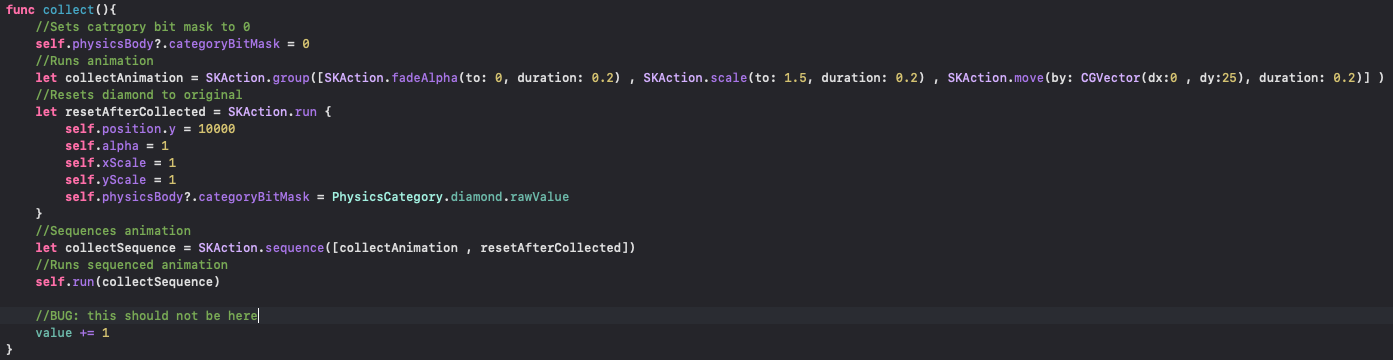 func collect(){
//Sets catrgory bit mask to 0
self.physicsBody?.categoryBitMask = 0
//Runs animation
let collectAnimation = SKAction.group([SKAction.fadeAlpha(to: 0, duration: 0.2) , SKAction.scale(to: 1.5, duration: 0.2) , SKAction.move(by: CGVector(dx:0 , dy:25), duration: 0.2)] )
//Resets diamond to original
let resetAfterCollected = SKAction.run {
self.position.y = 10000
self.alpha = 1
self.xScale = 1
self.yScale = 1
self.physicsBody?.categoryBitMask = PhysicsCategory.diamond.rawValue
}
//Sequences animation
let collectSequence = SKAction.sequence([collectAnimation , resetAfterCollected])
//Runs sequenced animation
self.run(collectSequence)
//BUG: this should not be here
value += 1
}